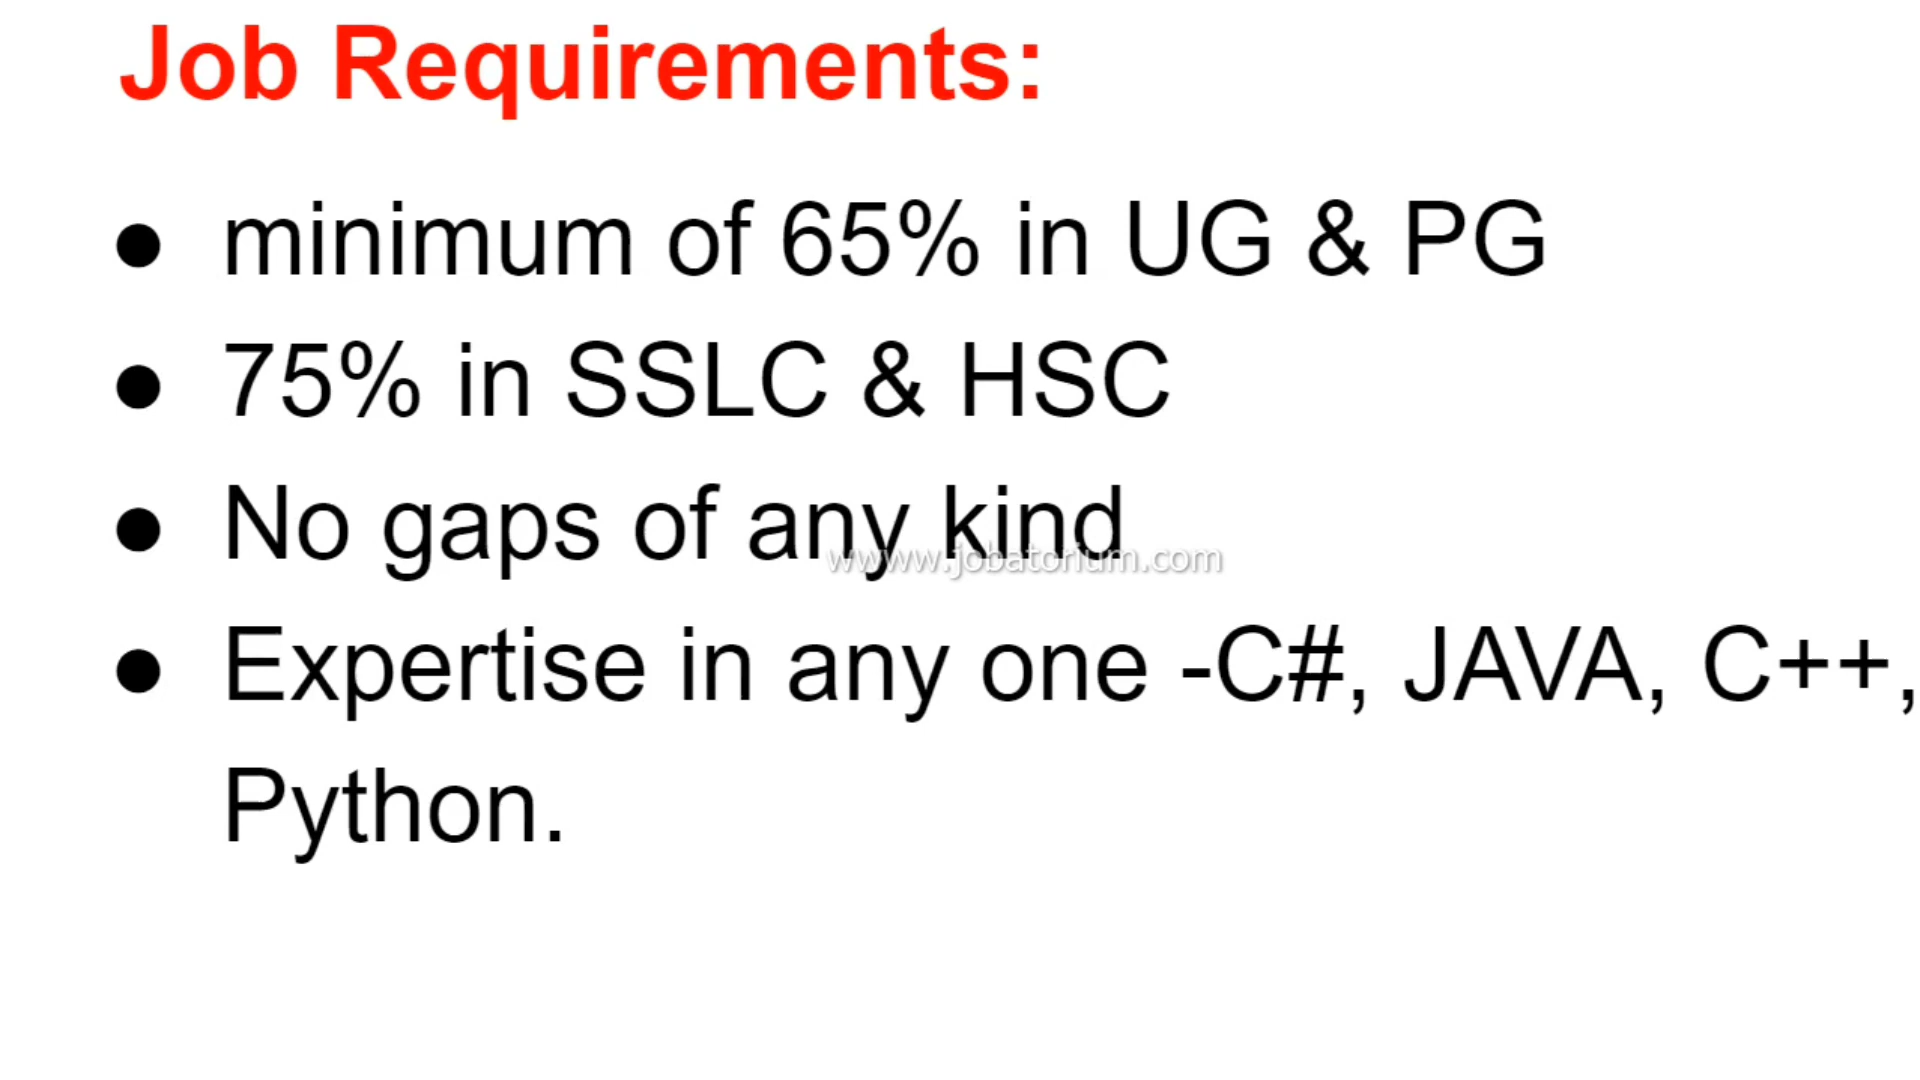 Job Requirements:
● minimum of 65% in UG & PG
● 75% in SSLC & HSC
● No gaps of any kind
www.jobatorium.com
● Expertise in any one -C#, JAVA, C++,
Python.